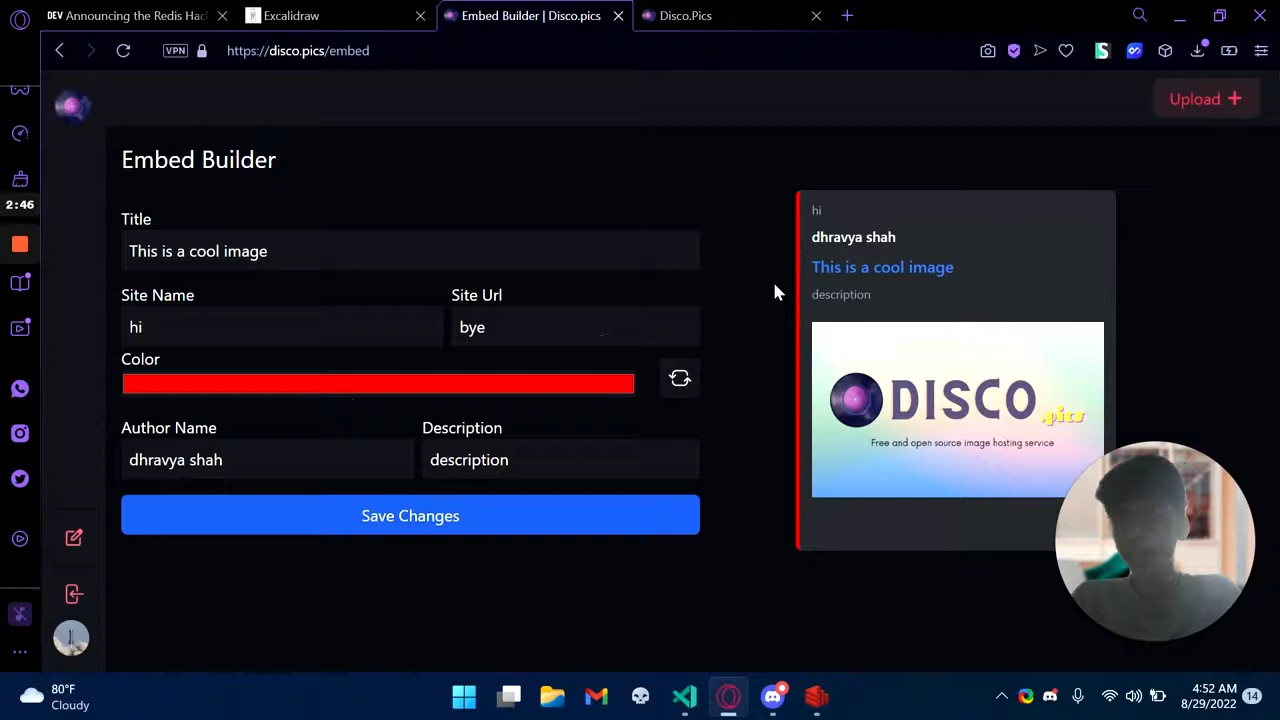 DEV Announcing the Redis Hac
Excalidraw
Embed Builder | Disco.pics
Disco.Pics
VPN
https://disco.pics/embed
Upload +
Embed Builder
Title
This is a cool image
Site Name
Site Url
hi
bye
Color
Author Name
Description
dhravya shah
description
Save Changes
hi
dhravya shah
This is a cool image
description
DISCO
.pics
Free and open source image hosting service
2:46
80°F
Cloudy
4:52 AM
8/29/2022
14